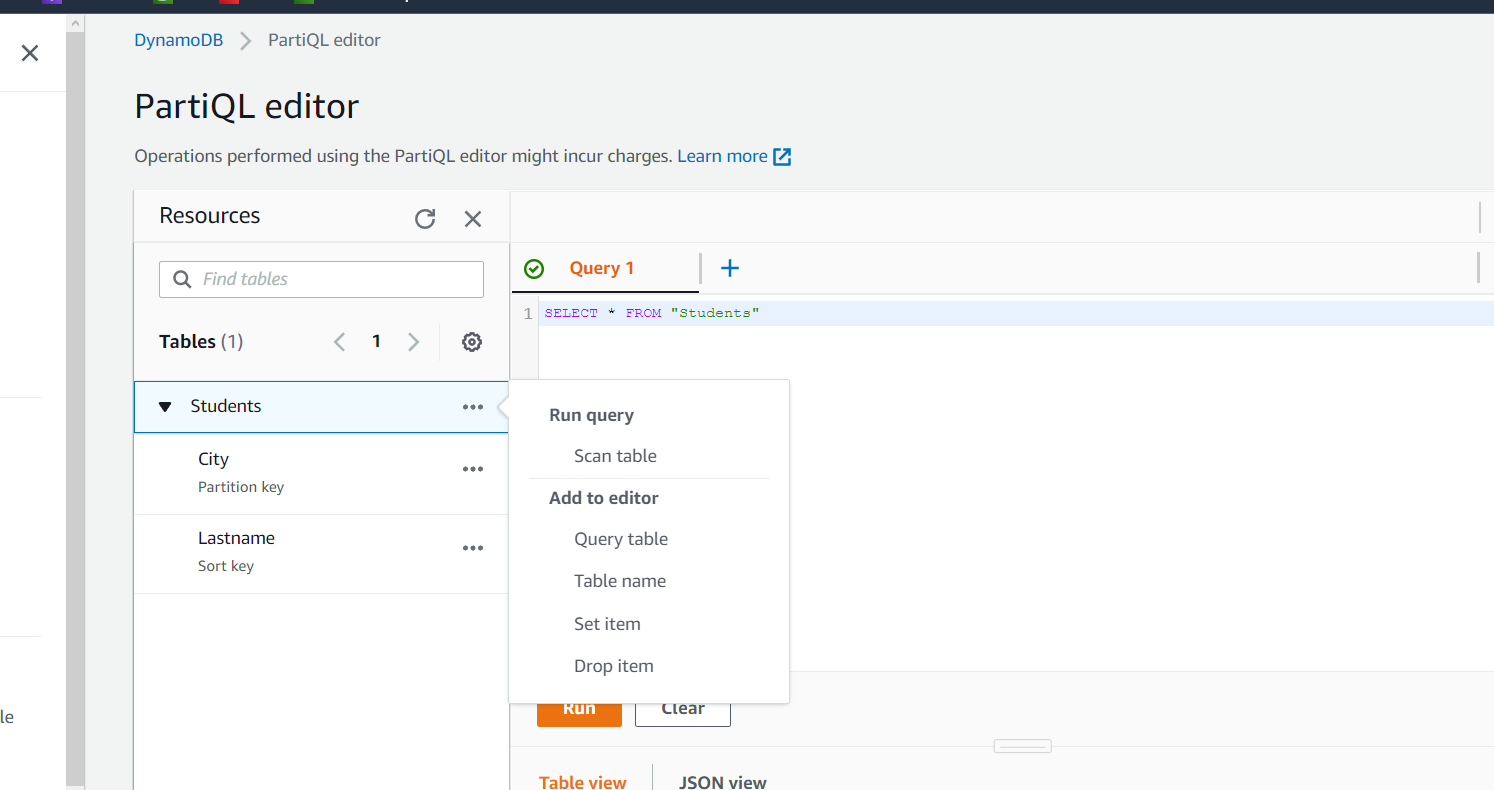 DynamoDB > PartiQL editor
PartiQL editor
Operations performed using the PartiQL editor might incur charges. Learn more
Resources
Find tables
Tables (1)
1
Students
City
Partition key
Lastname
Sort key
Query 1
1 SELECT * FROM "Students"
Run query
Scan table
Add to editor
Query table
Table name
Set item
Drop item
Run Clear
Table view JSON view
le